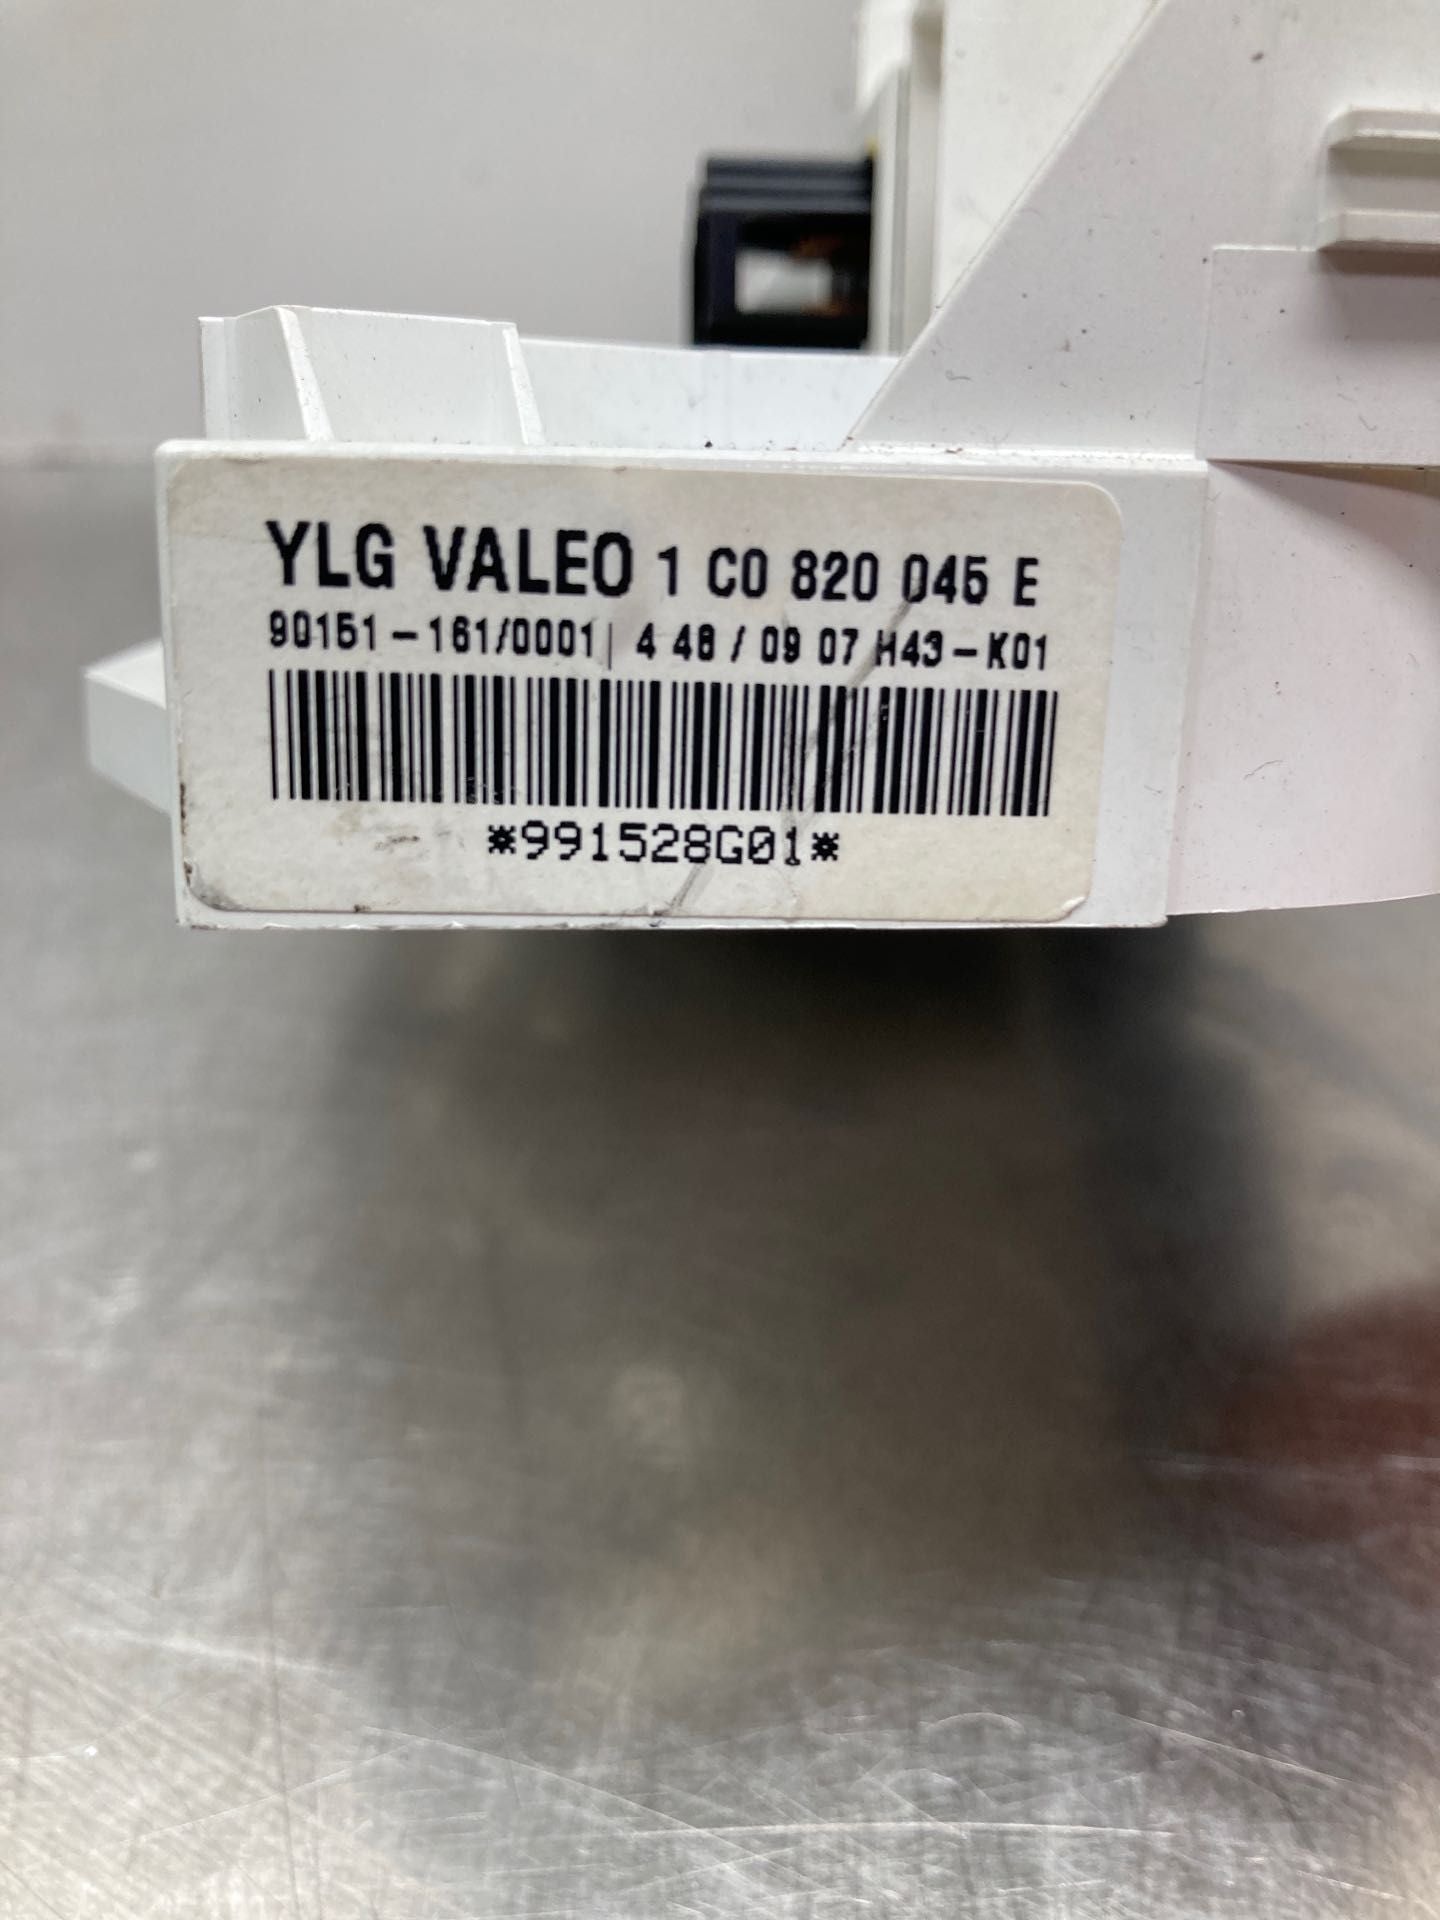 YLG VALEO 1 C0 820 045 E
90151-161/0001| 4 48 / 09 07 H43-K01
*991528G01*